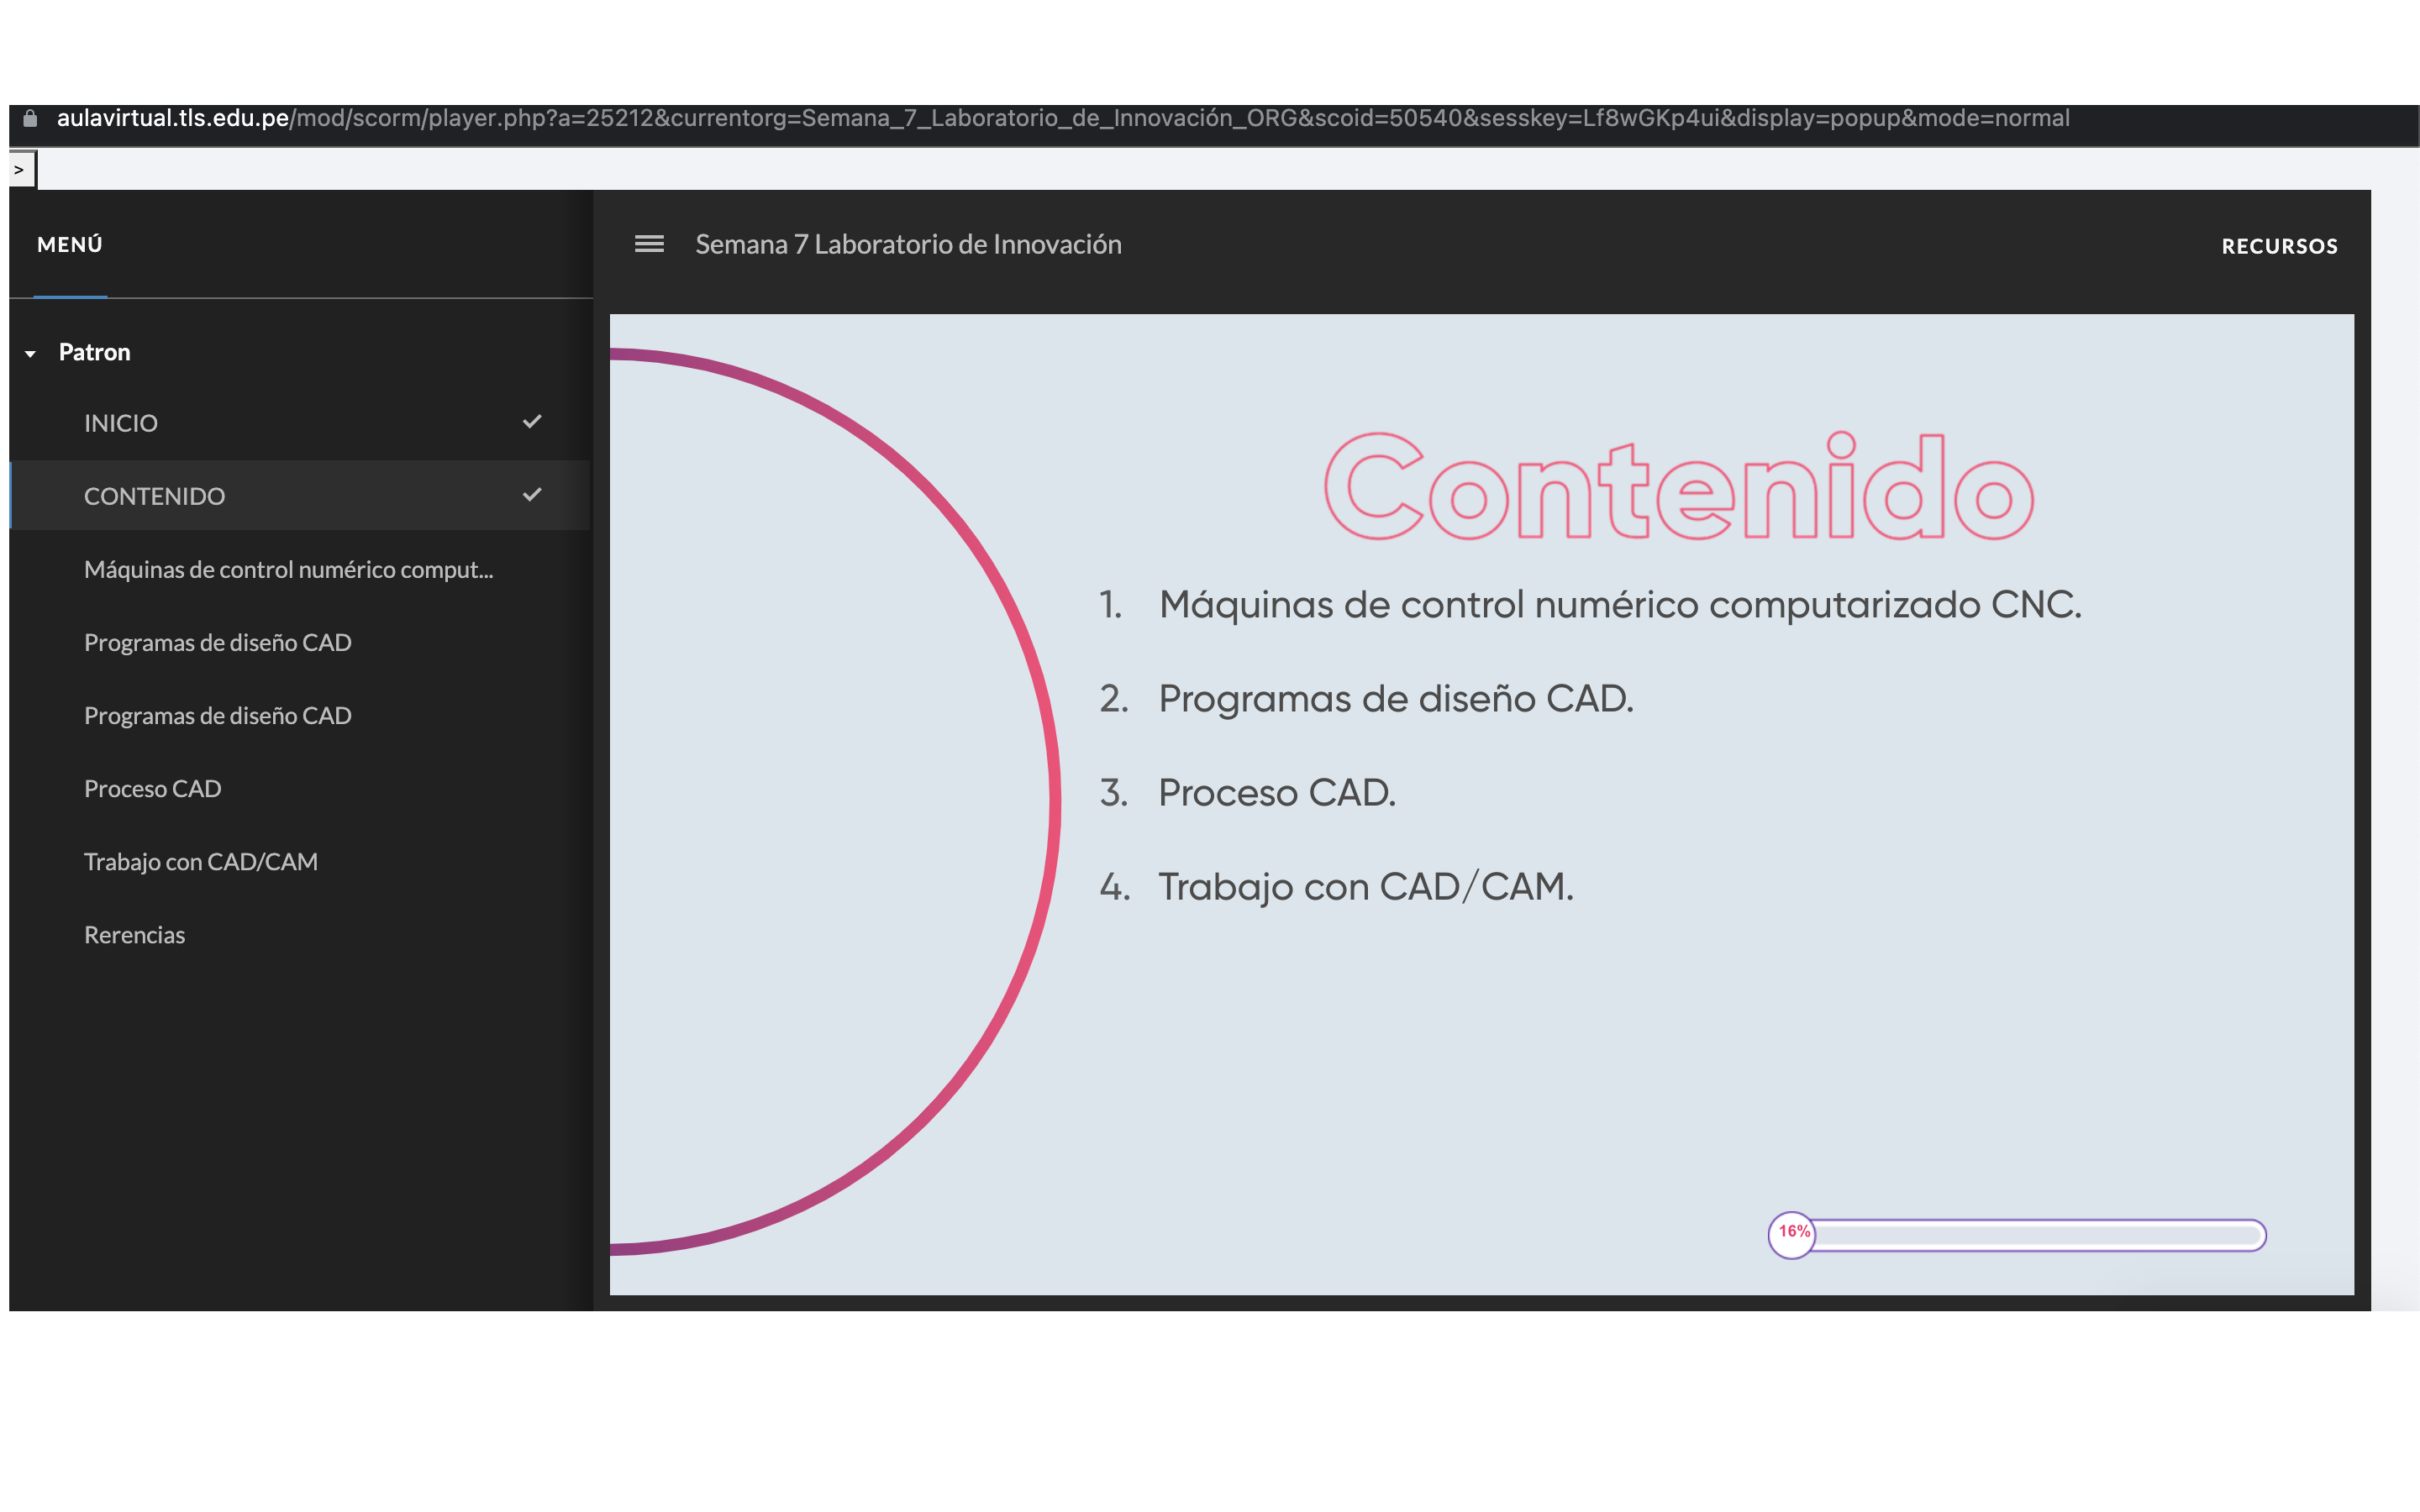 aulavirtual.tls.edu.pe/mod/scorm/player.php?a=25212&currentorg=Semana_7_Laboratorio_de_Innovación_ORG&scoid=50540&sesskey=Lf8wGKp4ui&display=popup&mode=normal
>
MENÚ
Semana 7 Laboratorio de Innovación
RECURSOS
Patron
INICIO
CONTENIDO
Máquinas de control numérico comput...
Programas de diseño CAD
Programas de diseño CAD
Proceso CAD
Trabajo con CAD/CAM
Rerencias
Contenido
1. Máquinas de control numérico computarizado CNC.
2. Programas de diseño CAD.
3. Proceso CAD.
4. Trabajo con CAD/CAM.
16%